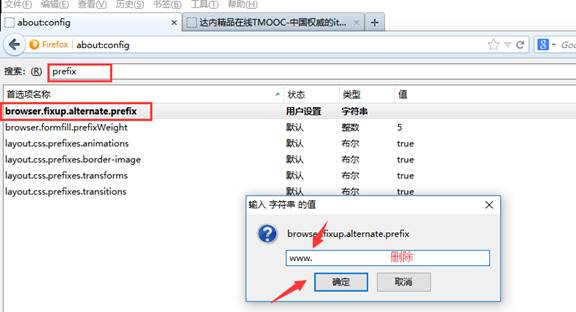 文件(F) 编辑(E) 查看(V) 历史(S) 书签(B) 工具(T) 帮助(H)
about:config × 达内精品在线TMOOC-中国权威的it... ×
Firefox about:config Goo
搜索: (R) prefix
首选项名称 状态 类型 值
browser.fixup.alternate.prefix 用户设置 字符串
browser.formfill.prefixWeight 默认 整数 5
layout.css.prefixes.animations 默认 布尔 true
layout.css.prefixes.border-image 默认 布尔 true
layout.css.prefixes.transforms 默认 布尔 true
layout.css.prefixes.transitions 默认 布尔 true
输入 字符串 的值 ×
browser.fixup.alternate.prefix
www. 删除
确定 取消